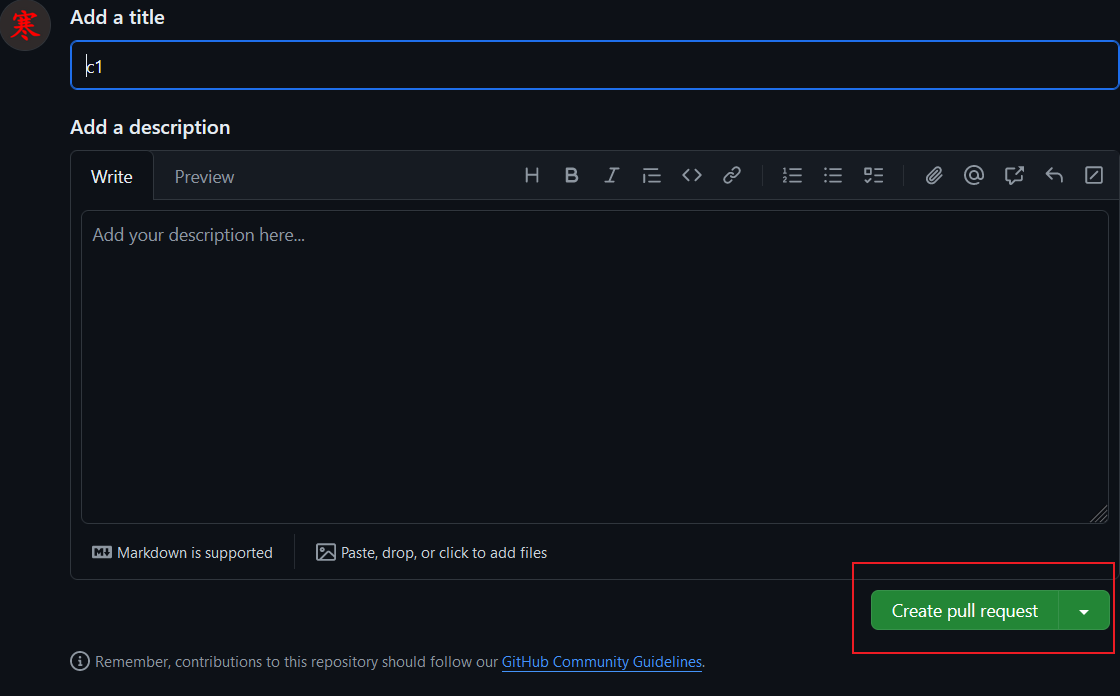 寒
Add a title
c1
Add a description
Write
Preview
Add your description here...
Markdown is supported
Paste, drop, or click to add files
Create pull request
Remember, contributions to this repository should follow our GitHub Community Guidelines.